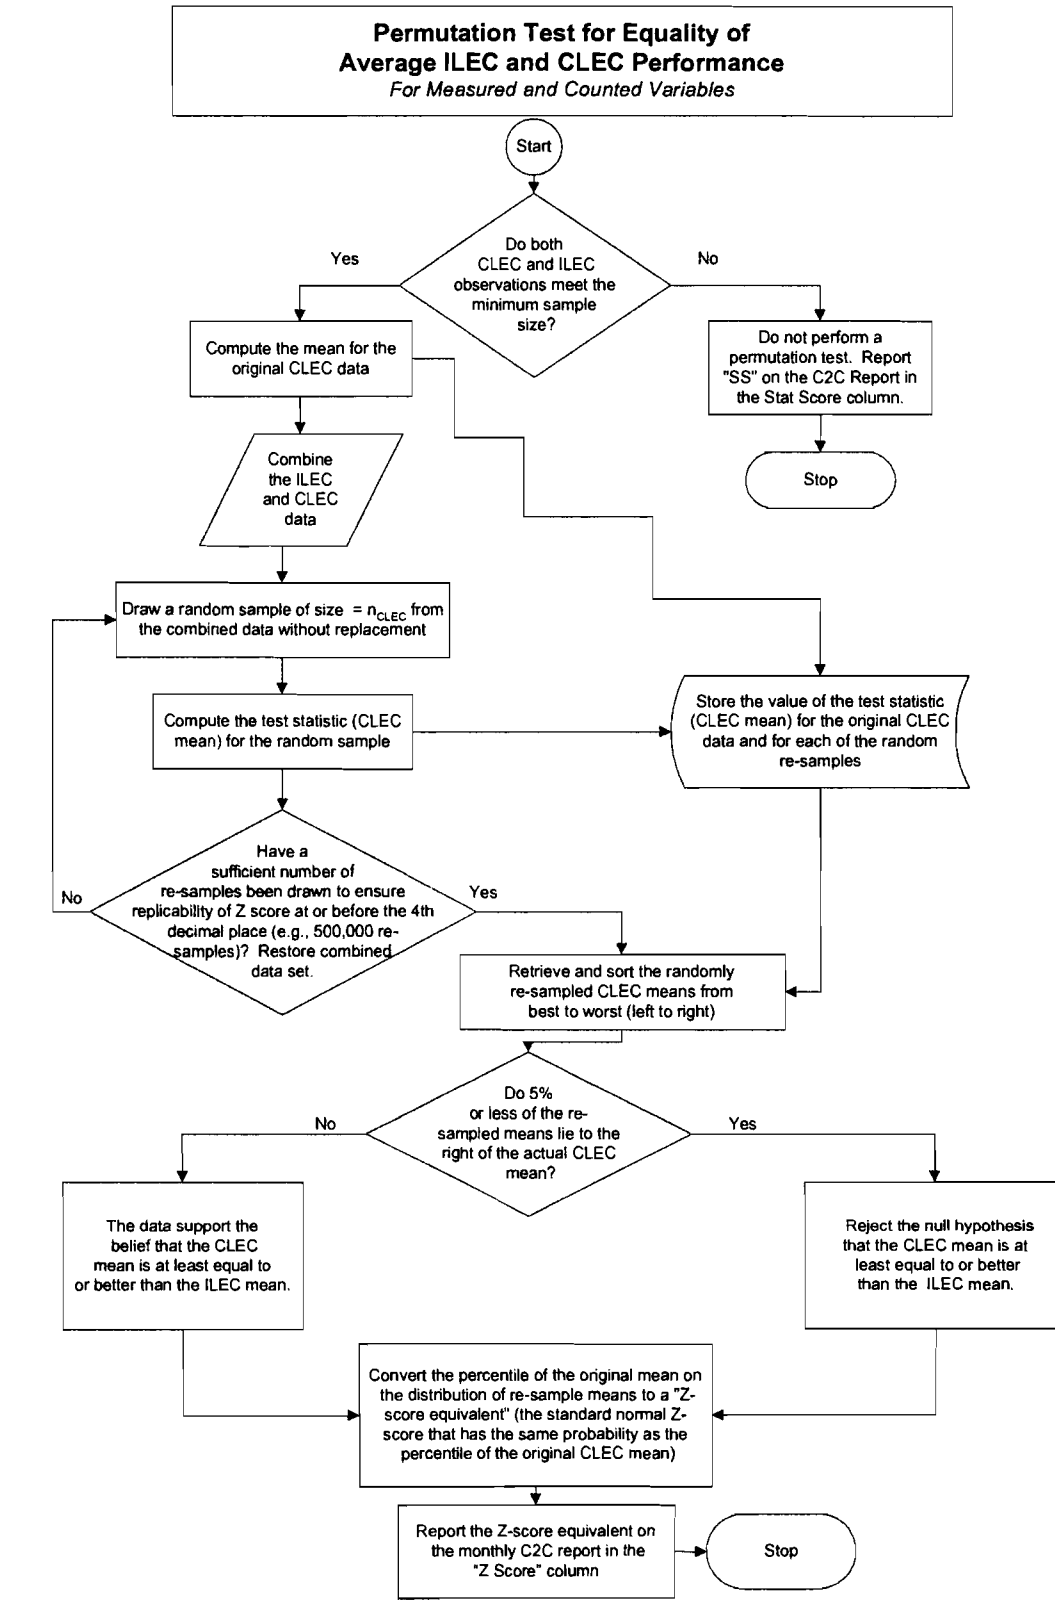 Permutation Test for Equality of
Average ILEC and CLEC Performance
For Measured and Counted Variables
Start
Do both
CLEC and ILEC
observations meet the
minimum sample
size?
Yes
No
Compute the mean for the
original CLEC data
Do not perform a
permutation test. Report
"SS" on the C2C Report in
the Stat Score column.
Stop
Combine
the ILEC
and CLEC
data
Draw a random sample of size = nCLEC from
the combined data without replacement
Compute the test statistic (CLEC
mean) for the random sample
Store the value of the test statistic
(CLEC mean) for the original CLEC
data and for each of the random
re-samples
Have a
sufficient number of
re-samples been drawn to ensure
replicability of Z score at or before the 4th
decimal place (e.g., 500,000 re-
samples)? Restore combined
data set.
No
Yes
Retrieve and sort the randomly
re-sampled CLEC means from
best to worst (left to right)
Do 5%
or less of the re-
sampled means lie to the
right of the actual CLEC
mean?
No
Yes
The data support the
belief that the CLEC
mean is at least equal to
or better than the ILEC mean.
Reject the null hypothesis
that the CLEC mean is at
least equal to or better
than the ILEC mean.
Convert the percentile of the original mean on
the distribution of re-sample means to a "Z-
score equivalent" (the standard normal Z-
score that has the same probability as the
percentile of the original CLEC mean)
Report the Z-score equivalent on
the monthly C2C report in the
"Z Score" column
Stop